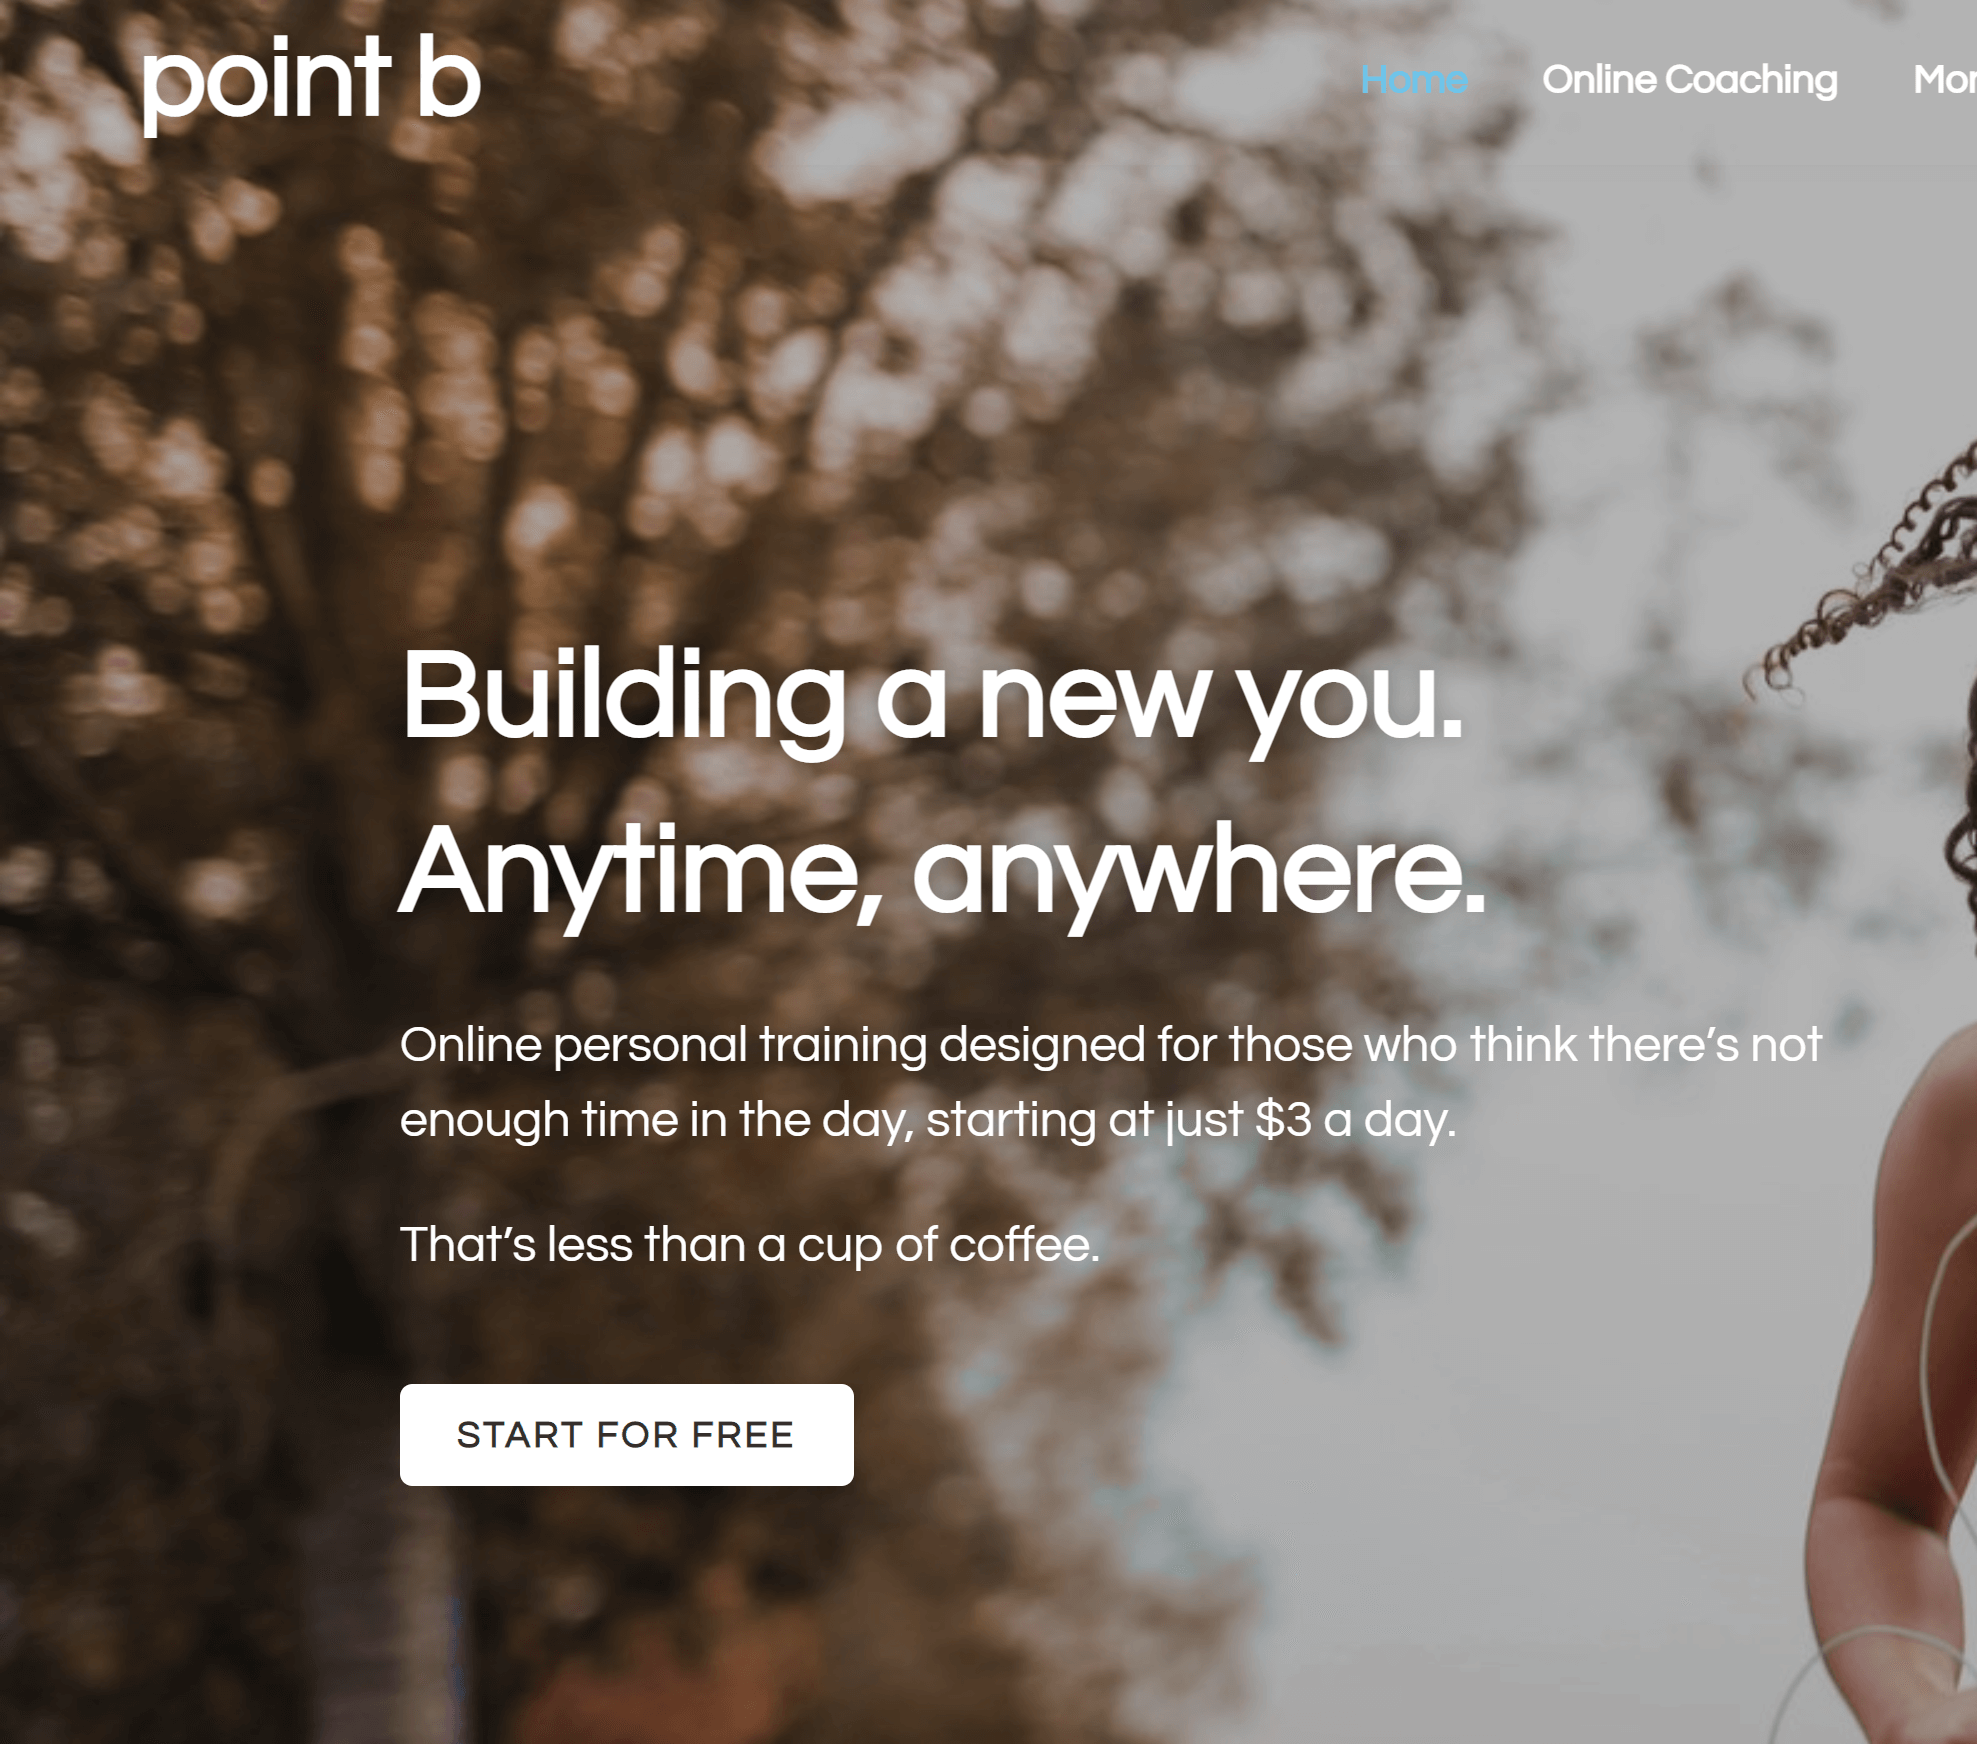 point b
Home Online Coaching
Building a new you.
Anytime, anywhere.
Online personal training designed for those who think there’s not
enough time in the day, starting at just $3 a day.
That’s less than a cup of coffee.
START FOR FREE